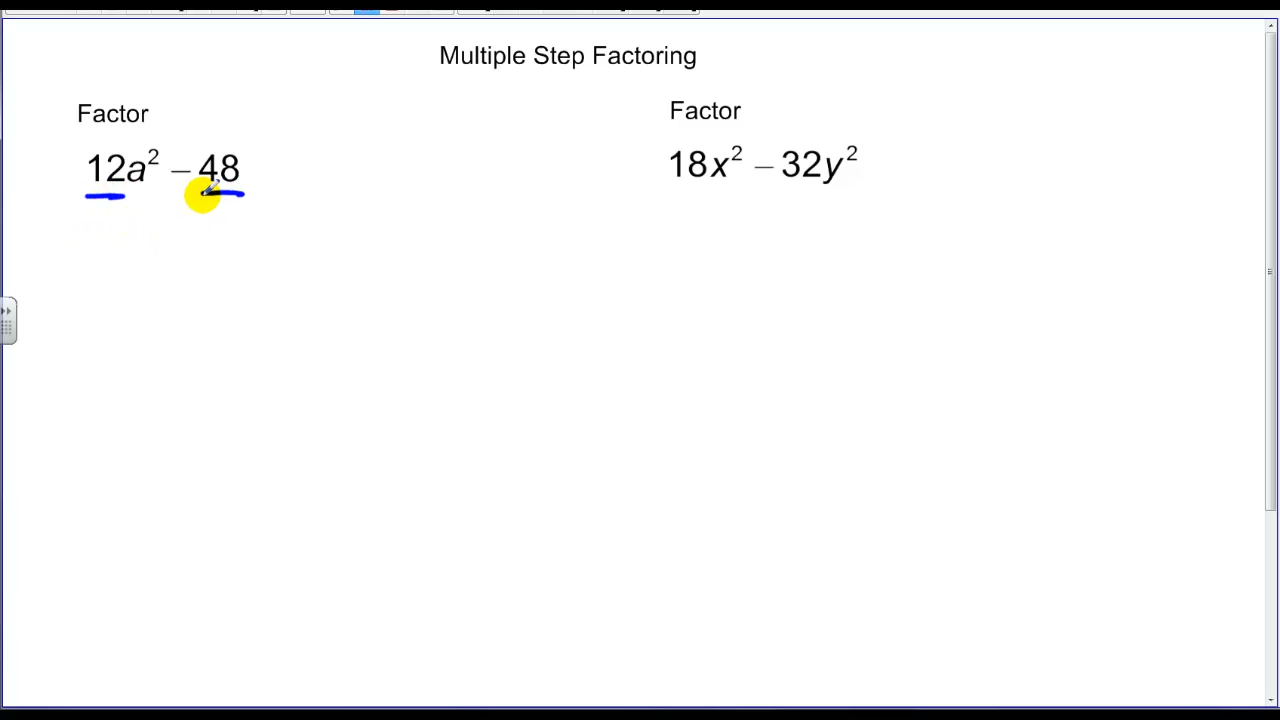 Multiple Step Factoring
Factor
12a² – 48
Factor
18x² – 32y²